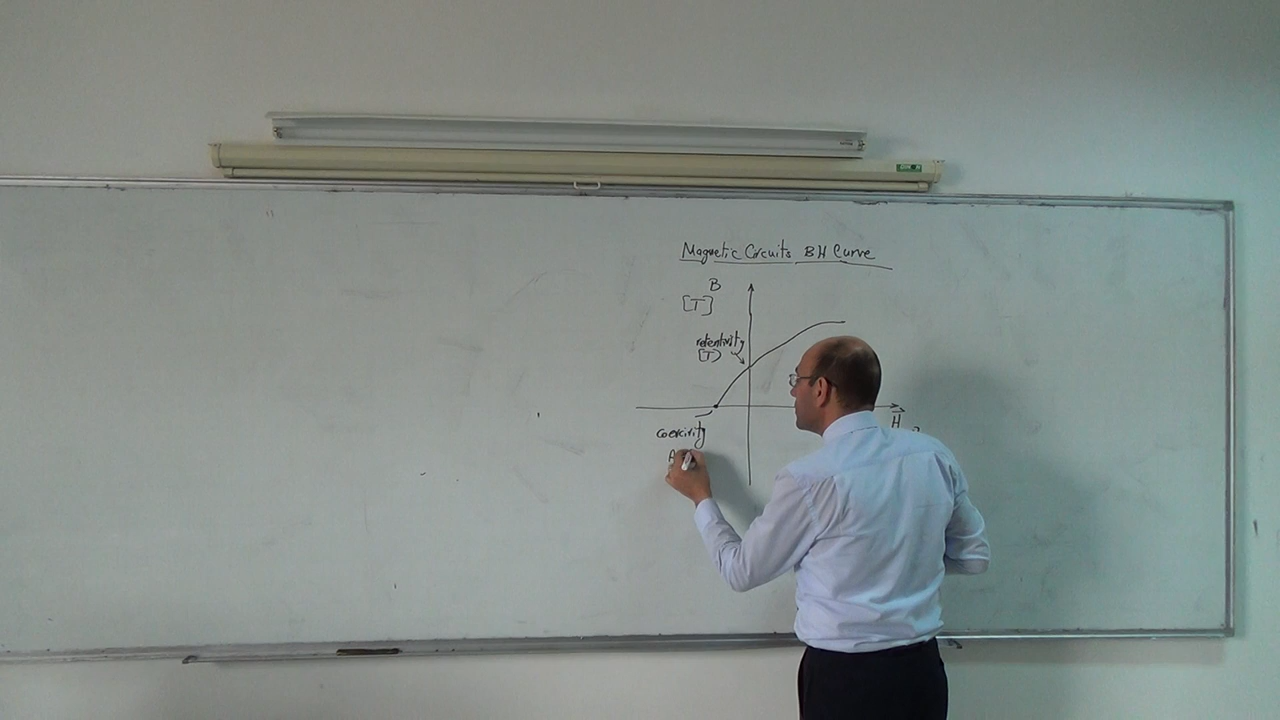 Magnetic Circuits BH Curve
B
[T]
retentivity
(T)
H
coercivity
A